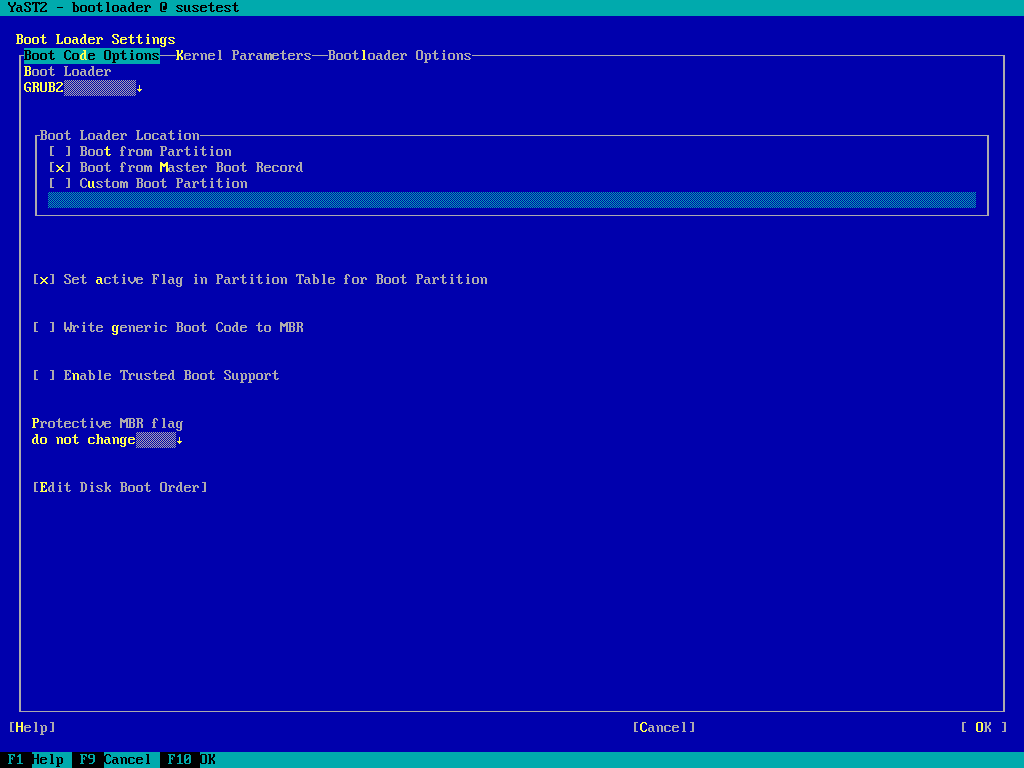 YaST2 - bootloader @ susetest
Boot Loader Settings
Boot Code Options Kernel Parameters Bootloader Options
Boot Loader
GRUB2 ↓
Boot Loader Location
[ ] Boot from Partition
[x] Boot from Master Boot Record
[ ] Custom Boot Partition
[x] Set active Flag in Partition Table for Boot Partition
[ ] Write generic Boot Code to MBR
[ ] Enable Trusted Boot Support
Protective MBR flag
do not change ↓
[Edit Disk Boot Order]
[Help] [Cancel] [ OK ]
F1 Help F9 Cancel F10 OK